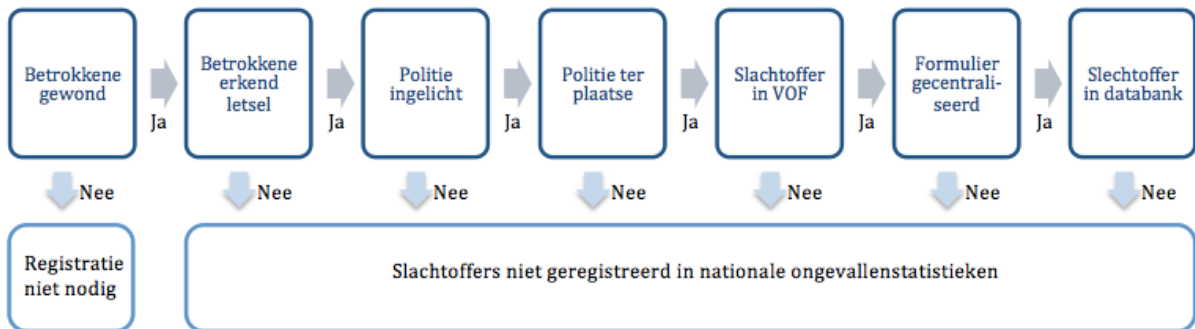 Betrokkene
gewond
Ja
Betrokkene
erkend
letsel
Ja
Politie
ingelicht
Ja
Politie ter
plaatse
Ja
Slachtoffer
in VOF
Ja
Formulier
gecentrali-
seerd
Ja
Slechtoffer
in databank
Nee
Nee
Nee
Nee
Nee
Nee
Nee
Registratie
niet nodig
Slachtoffers niet geregistreerd in nationale ongevallenstatistieken